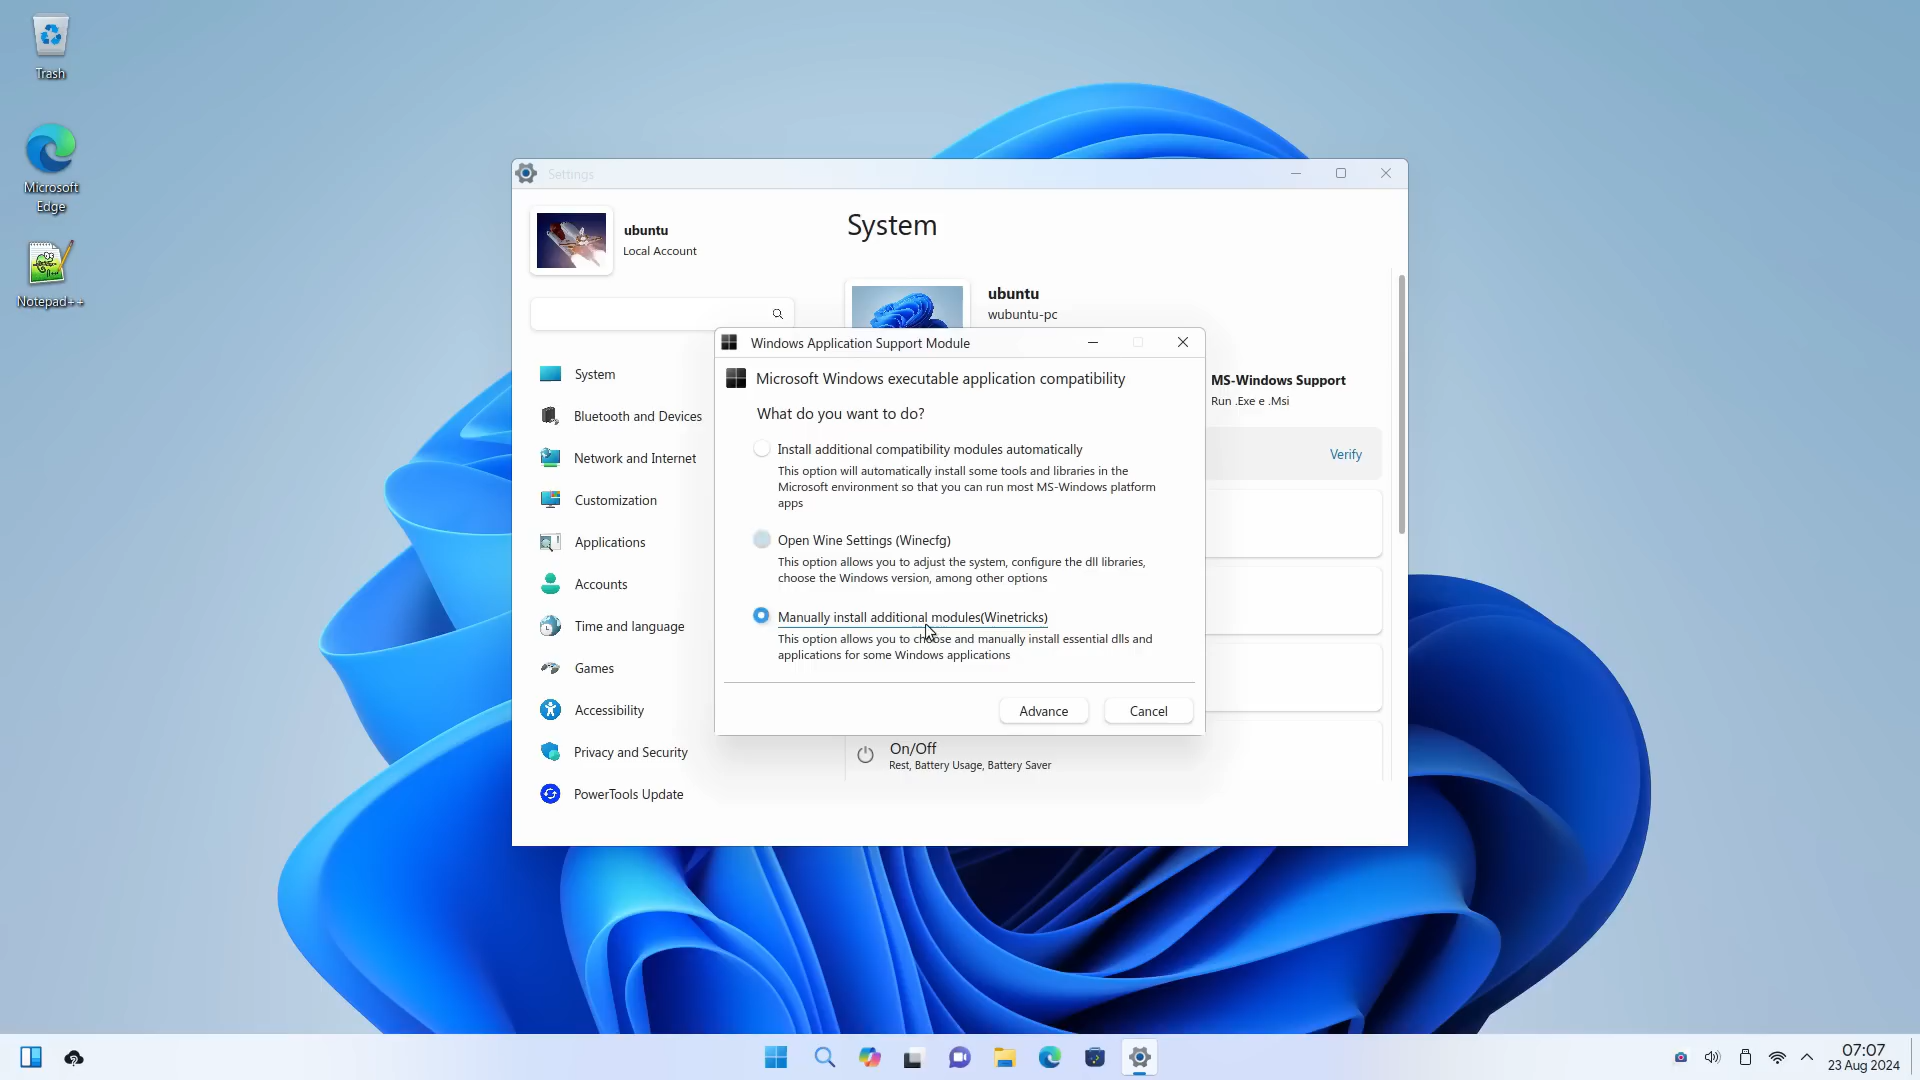 Trash
Microsoft
Edge
Notepad++
Settings
ubuntu
Local Account
System
Bluetooth and Devices
Network and Internet
Customization
Applications
Accounts
Time and language
Games
Accessibility
Privacy and Security
PowerTools Update
System
ubuntu
wubuntu-pc
MS-Windows Support
Run .Exe e .Msi
Verify
Windows Application Support Module
Microsoft Windows executable application compatibility
What do you want to do?
Install additional compatibility modules automatically
This option will automatically install some tools and libraries in the
Microsoft environment so that you can run most MS-Windows platform
apps
Open Wine Settings (Winecfg)
This option allows you to adjust the system, configure the dll libraries,
choose the Windows version, among other options
Manually install additional modules(Winetricks)
This option allows you to choose and manually install essential dlls and
applications for some Windows applications
Advance
Cancel
On/Off
Rest, Battery Usage, Battery Saver
07:07
23 Aug 2024